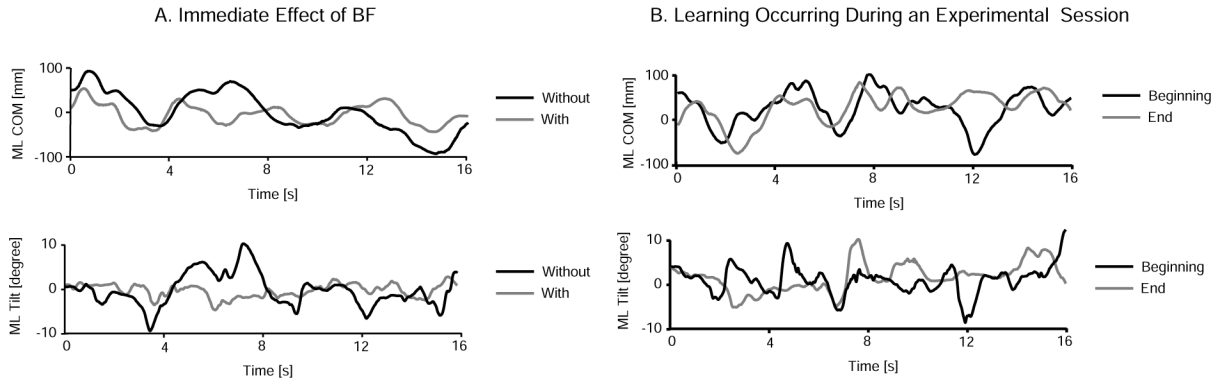 A. Immediate Effect of BF
ML COM [mm]
100
0
-100
0 4 8 12 16
Time [s]
Without
With
ML Tilt [degree]
10
0
-10
0 4 8 12 16
Time [s]
Without
With
B. Learning Occurring During an Experimental Session
ML COM [mm]
100
0
-100
0 4 8 12 16
Time [s]
Beginning
End
ML Tilt [degree]
10
0
-10
0 4 8 12 16
Time [s]
Beginning
End